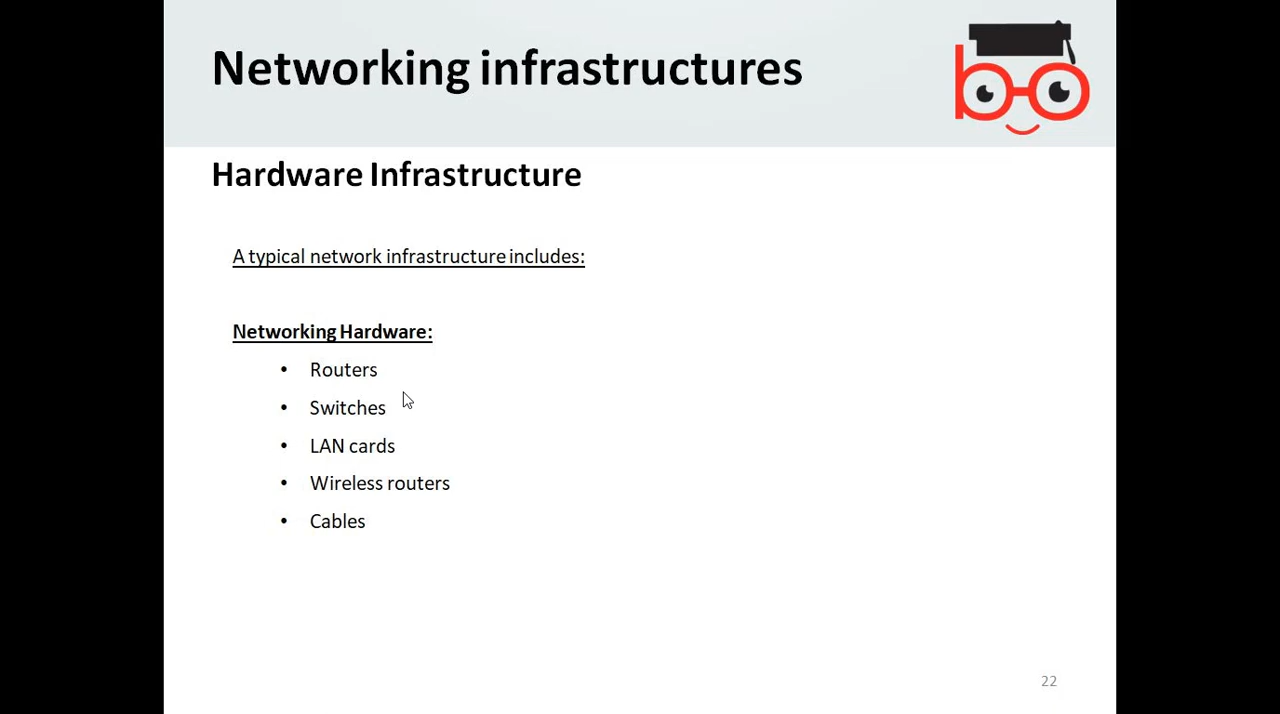 Networking infrastructures
Hardware Infrastructure
A typical network infrastructure includes:
Networking Hardware:
• Routers
• Switches
• LAN cards
• Wireless routers
• Cables
22